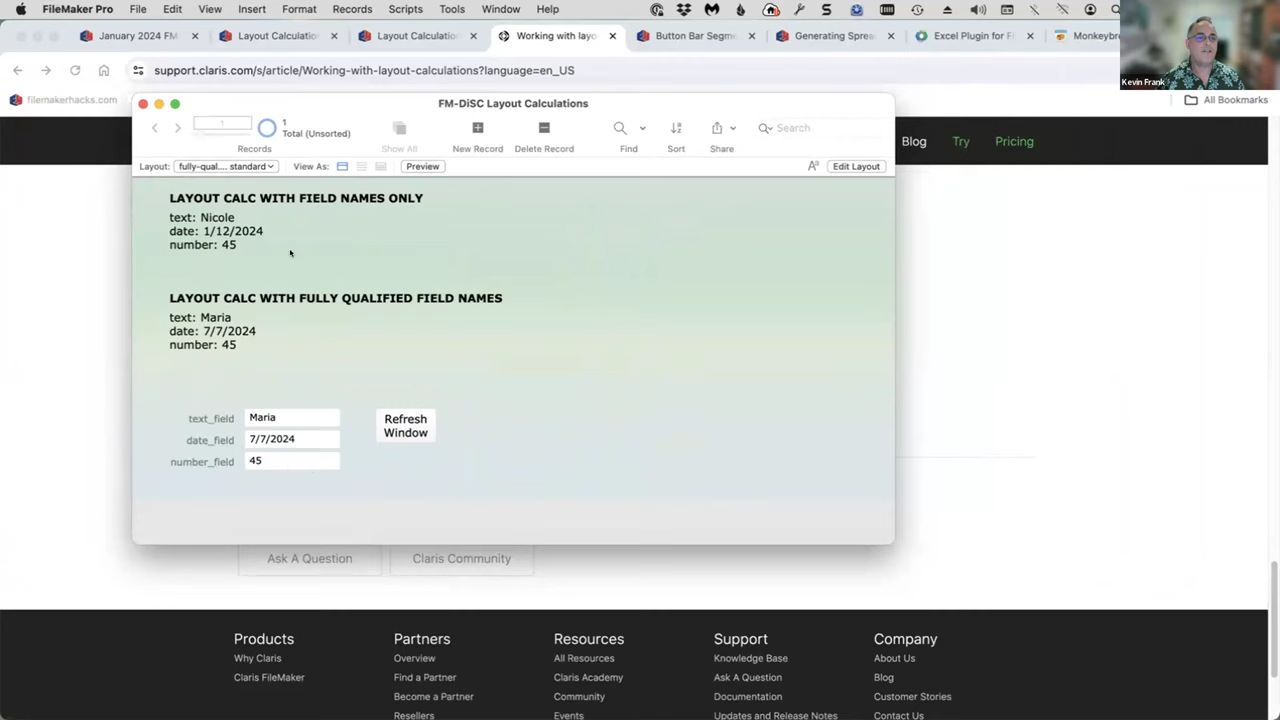 FileMaker Pro File Edit View Insert Format Records Scripts Tools Window Help
January 2024 FM
Layout Calculatio
Layout Calculation
Working with layo
Button Bar Segm
Generating Sprea
Excel Plugin for Fi
Monkeybre
support.claris.com/s/article/Working-with-layout-calculations?language=en_US
Kevin Frank
filemakerhacks.com
All Bookmarks
FM-DiSC Layout Calculations
1
1
Total (Unsorted)
Search
Records
Show All
New Record
Delete Record
Find
Sort
Share
Layout: fully-qual.... standard View As: Preview
Edit Layout
Blog Try Pricing
LAYOUT CALC WITH FIELD NAMES ONLY
text: Nicole
date: 1/12/2024
number: 45
LAYOUT CALC WITH FULLY QUALIFIED FIELD NAMES
text: Maria
date: 7/7/2024
number: 45
text_field Maria
date_field 7/7/2024
number_field 45
Refresh
Window
Ask A Question
Claris Community
Products Partners Resources Support Company
Why Claris Overview All Resources Knowledge Base About Us
Claris FileMaker Find a Partner Claris Academy Ask A Question Blog
Become a Partner Community Documentation Customer Stories
Resellers Events Updates and Release Notes Contact Us